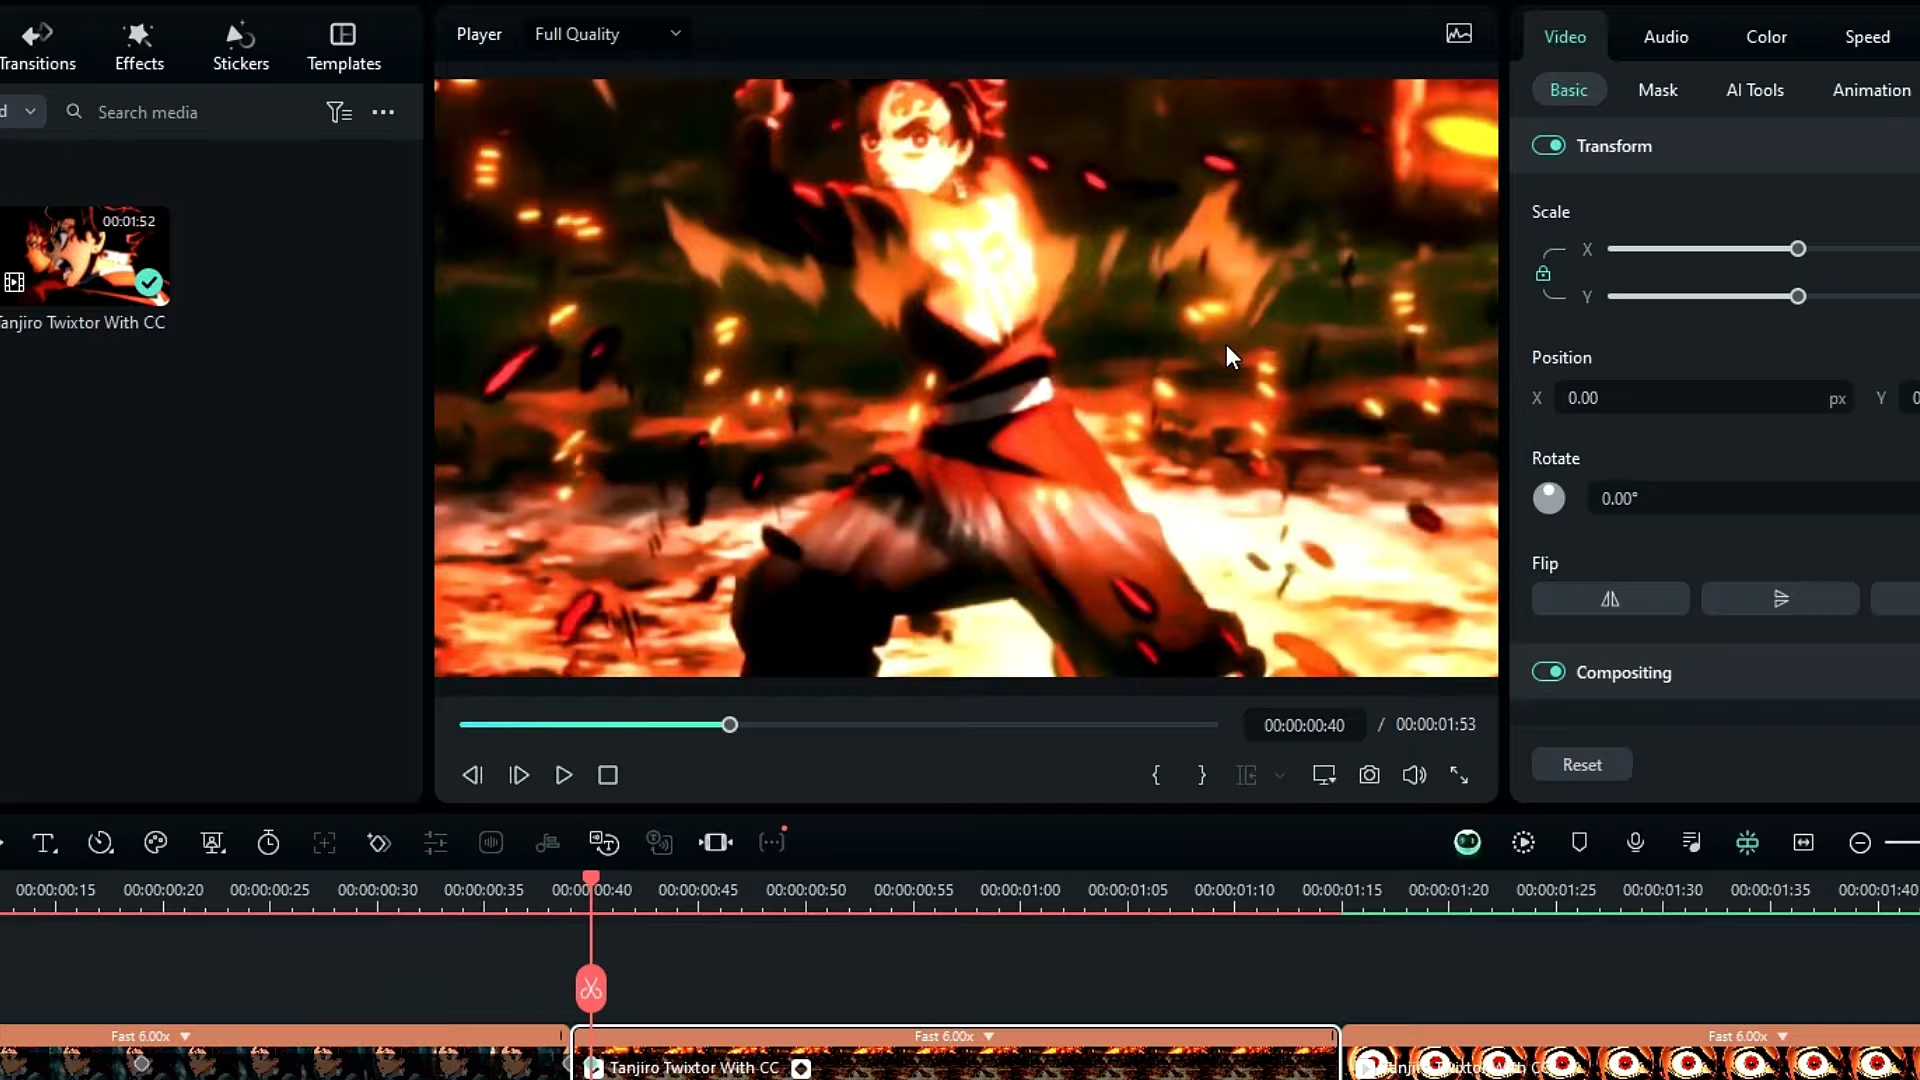 Transitions
Effects
Stickers
Templates
d
Search media
00:01:52
Tanjiro Twixtor With CC
Player
Full Quality
00:00:00:40 / 00:00:01:53
Video
Audio
Color
Speed
Basic
Mask
AI Tools
Animation
Transform
Scale
X
Y
Position
X 0.00 px Y 0
Rotate
0.00°
Flip
Compositing
Reset
00:00:00:15 00:00:00:20 00:00:00:25 00:00:00:30 00:00:00:35 00:00:00:40 00:00:00:45 00:00:00:50 00:00:00:55 00:00:01:00 00:00:01:05 00:00:01:10 00:00:01:15 00:00:01:20 00:00:01:25 00:00:01:30 00:00:01:35 00:00:01:40
Fast 6.00x
Fast 6.00x
Fast 6.00x
Tanjiro Twixtor With CC
Tanjiro Twixtor With CC